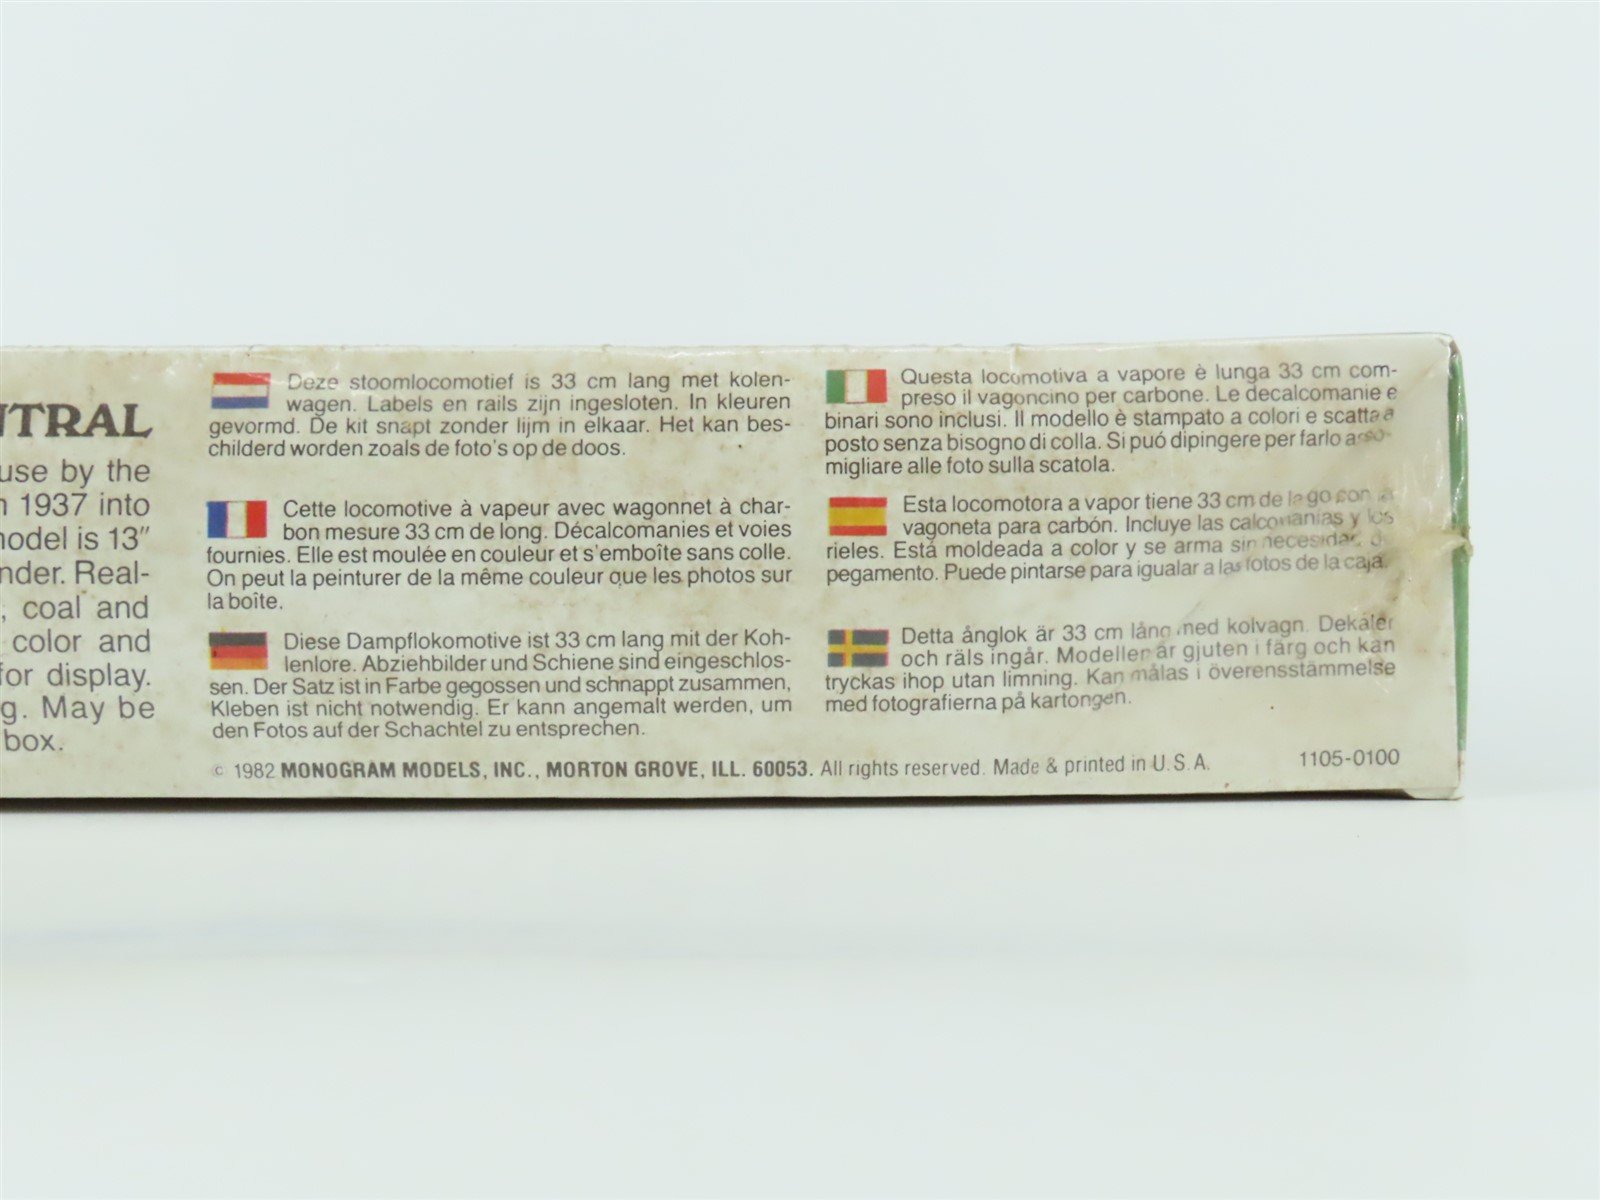 NTRAL
use by the
1937 into
model is 13"
nder. Real-
, coal and
color and
for display.
g. May be
box.
Deze stoomlocomotief is 33 cm lang met kolen-
wagen. Labels en rails zijn ingesloten. In kleuren
gevormd. De kit snapt zonder lijm in elkaar. Het kan bes-
childerd worden zoals de foto's op de doos.
Cette locomotive à vapeur avec wagonnet à char-
bon mesure 33 cm de long. Décalcomanies et voies
fournies. Elle est moulée en couleur et s'emboîte sans colle.
On peut la peinturer de la même couleur que les photos sur
la boîte.
Diese Dampflokomotive ist 33 cm lang mit der Koh-
lenlore. Abziehbilder und Schiene sind eingeschlos-
sen. Der Satz ist in Farbe gegossen und schnappt zusammen,
Kleben ist nicht notwendig. Er kann angemalt werden, um
den Fotos auf der Schachtel zu entsprechen.
Questa locomotiva a vapore è lunga 33 cm com-
preso il vagoncino per carbone. Le decalcomanie e
binari sono inclusi. Il modello è stampato a colori e scatta a
posto senza bisogno di colla. Si puó dipingere per farlo asso-
migliare alle foto sulla scatola.
Esta locomotora a vapor tiene 33 cm de largo con la
vagoneta para carbón. Incluye las calcomanias y los
rieles. Está moldeada a color y se arma sin necesidad de
pegamento. Puede pintarse para igualar a las fotos de la caja.
Detta ånglok är 33 cm lång med kolvagn. Dekaler
och räls ingår. Modeller är gjuten i färg och kan
tryckas ihop utan limning. Kan målas i överensstämmelse
med fotografierna på kartongen.
© 1982 MONOGRAM MODELS, INC., MORTON GROVE, ILL. 60053. All rights reserved. Made & printed in U.S.A.
1105-0100